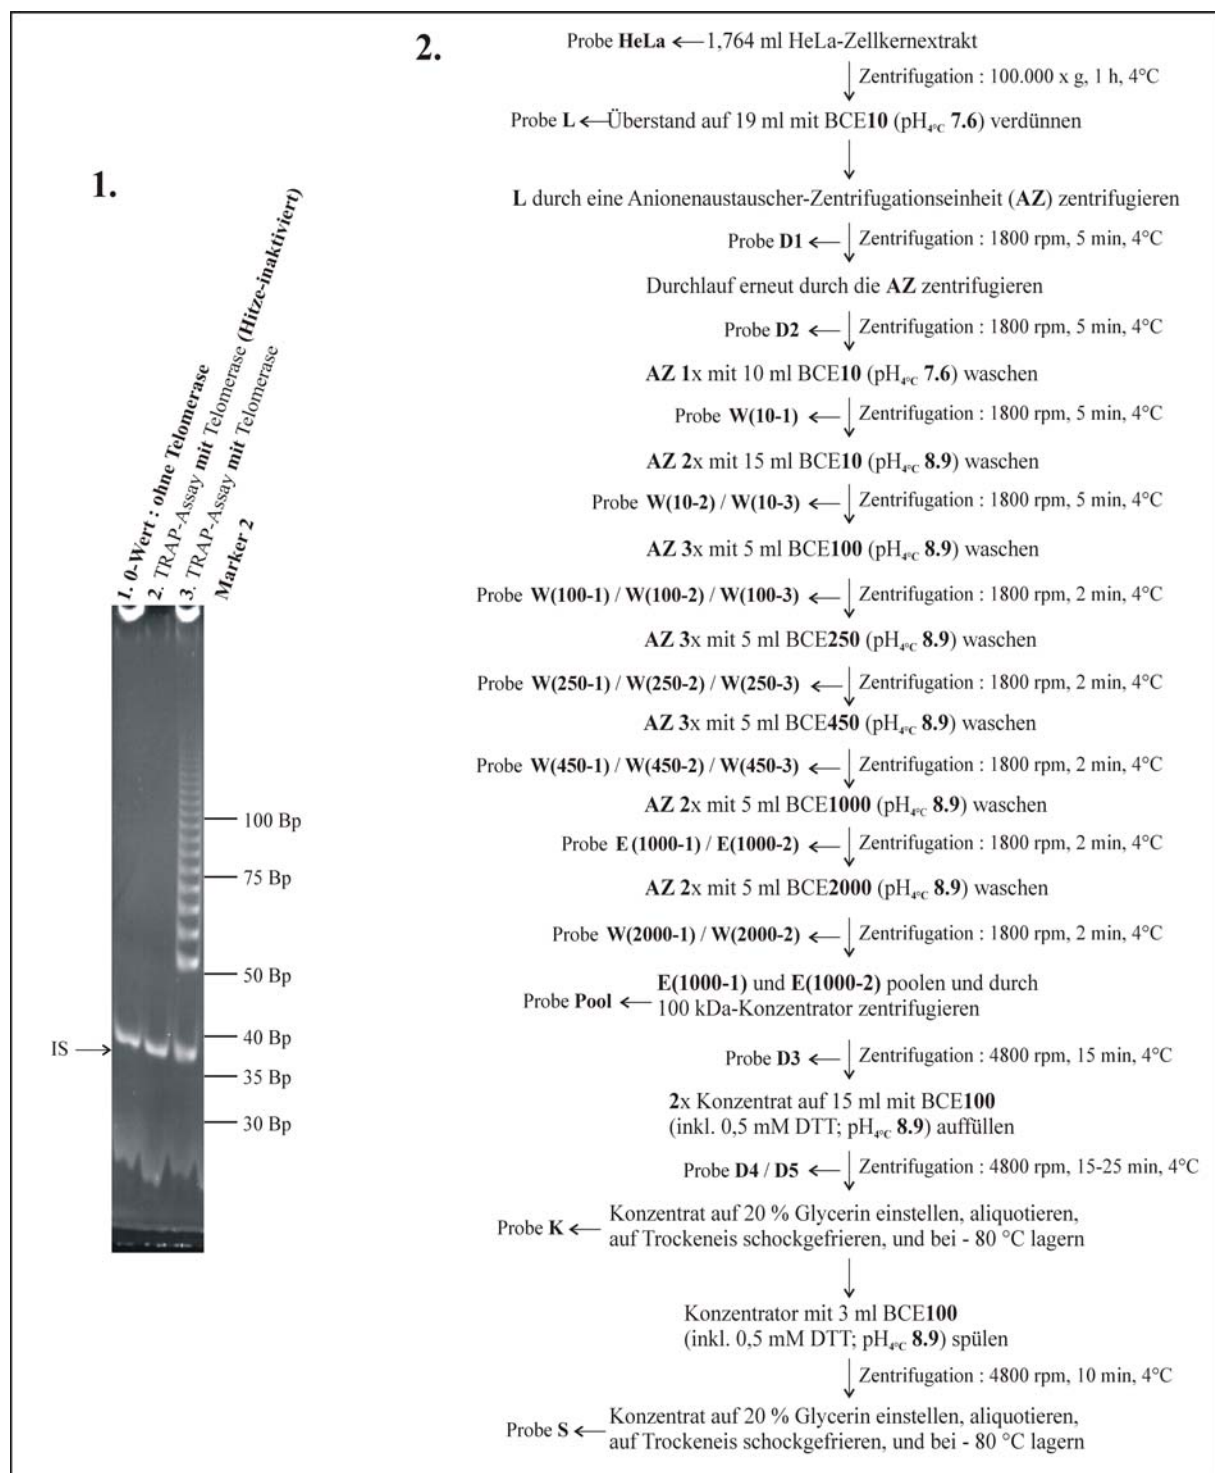 1.
1. 0-Wert : ohne Telomerase
2. TRAP-Assay mit Telomerase (Hitze-inaktiviert)
3. TRAP-Assay mit Telomerase
Marker 2
100 Bp
75 Bp
50 Bp
40 Bp
IS
35 Bp
30 Bp
2.
Probe HeLa ← 1,764 ml HeLa-Zellkernextrakt
Zentrifugation : 100.000 x g, 1 h, 4°C
Probe L ← Überstand auf 19 ml mit BCE10 (pH4°C 7.6) verdünnen
L durch eine Anionenaustauscher-Zentrifugationseinheit (AZ) zentrifugieren
Probe D1 ← Zentrifugation : 1800 rpm, 5 min, 4°C
Durchlauf erneut durch die AZ zentrifugieren
Probe D2 ← Zentrifugation : 1800 rpm, 5 min, 4°C
AZ 1x mit 10 ml BCE10 (pH4°C 7.6) waschen
Probe W(10-1) ← Zentrifugation : 1800 rpm, 5 min, 4°C
AZ 2x mit 15 ml BCE10 (pH4°C 8.9) waschen
Probe W(10-2) / W(10-3) ← Zentrifugation : 1800 rpm, 5 min, 4°C
AZ 3x mit 5 ml BCE100 (pH4°C 8.9) waschen
Probe W(100-1) / W(100-2) / W(100-3) ← Zentrifugation : 1800 rpm, 2 min, 4°C
AZ 3x mit 5 ml BCE250 (pH4°C 8.9) waschen
Probe W(250-1) / W(250-2) / W(250-3) ← Zentrifugation : 1800 rpm, 2 min, 4°C
AZ 3x mit 5 ml BCE450 (pH4°C 8.9) waschen
Probe W(450-1) / W(450-2) / W(450-3) ← Zentrifugation : 1800 rpm, 2 min, 4°C
AZ 2x mit 5 ml BCE1000 (pH4°C 8.9) waschen
Probe E (1000-1) / E(1000-2) ← Zentrifugation : 1800 rpm, 2 min, 4°C
AZ 2x mit 5 ml BCE2000 (pH4°C 8.9) waschen
Probe W(2000-1) / W(2000-2) ← Zentrifugation : 1800 rpm, 2 min, 4°C
E(1000-1) und E(1000-2) poolen und durch
Probe Pool ← 100 kDa-Konzentrator zentrifugieren
Probe D3 ← Zentrifugation : 4800 rpm, 15 min, 4°C
2x Konzentrat auf 15 ml mit BCE100
(inkl. 0,5 mM DTT; pH4°C 8.9) auffüllen
Probe D4 / D5 ← Zentrifugation : 4800 rpm, 15-25 min, 4°C
Konzentrat auf 20 % Glycerin einstellen, aliquotieren,
Probe K ← auf Trockeneis schockgefrieren, und bei - 80 °C lagern
Konzentrator mit 3 ml BCE100
(inkl. 0,5 mM DTT; pH4°C 8.9) spülen
Zentrifugation : 4800 rpm, 10 min, 4°C
Konzentrat auf 20 % Glycerin einstellen, aliquotieren,
Probe S ← auf Trockeneis schockgefrieren, und bei - 80 °C lagern